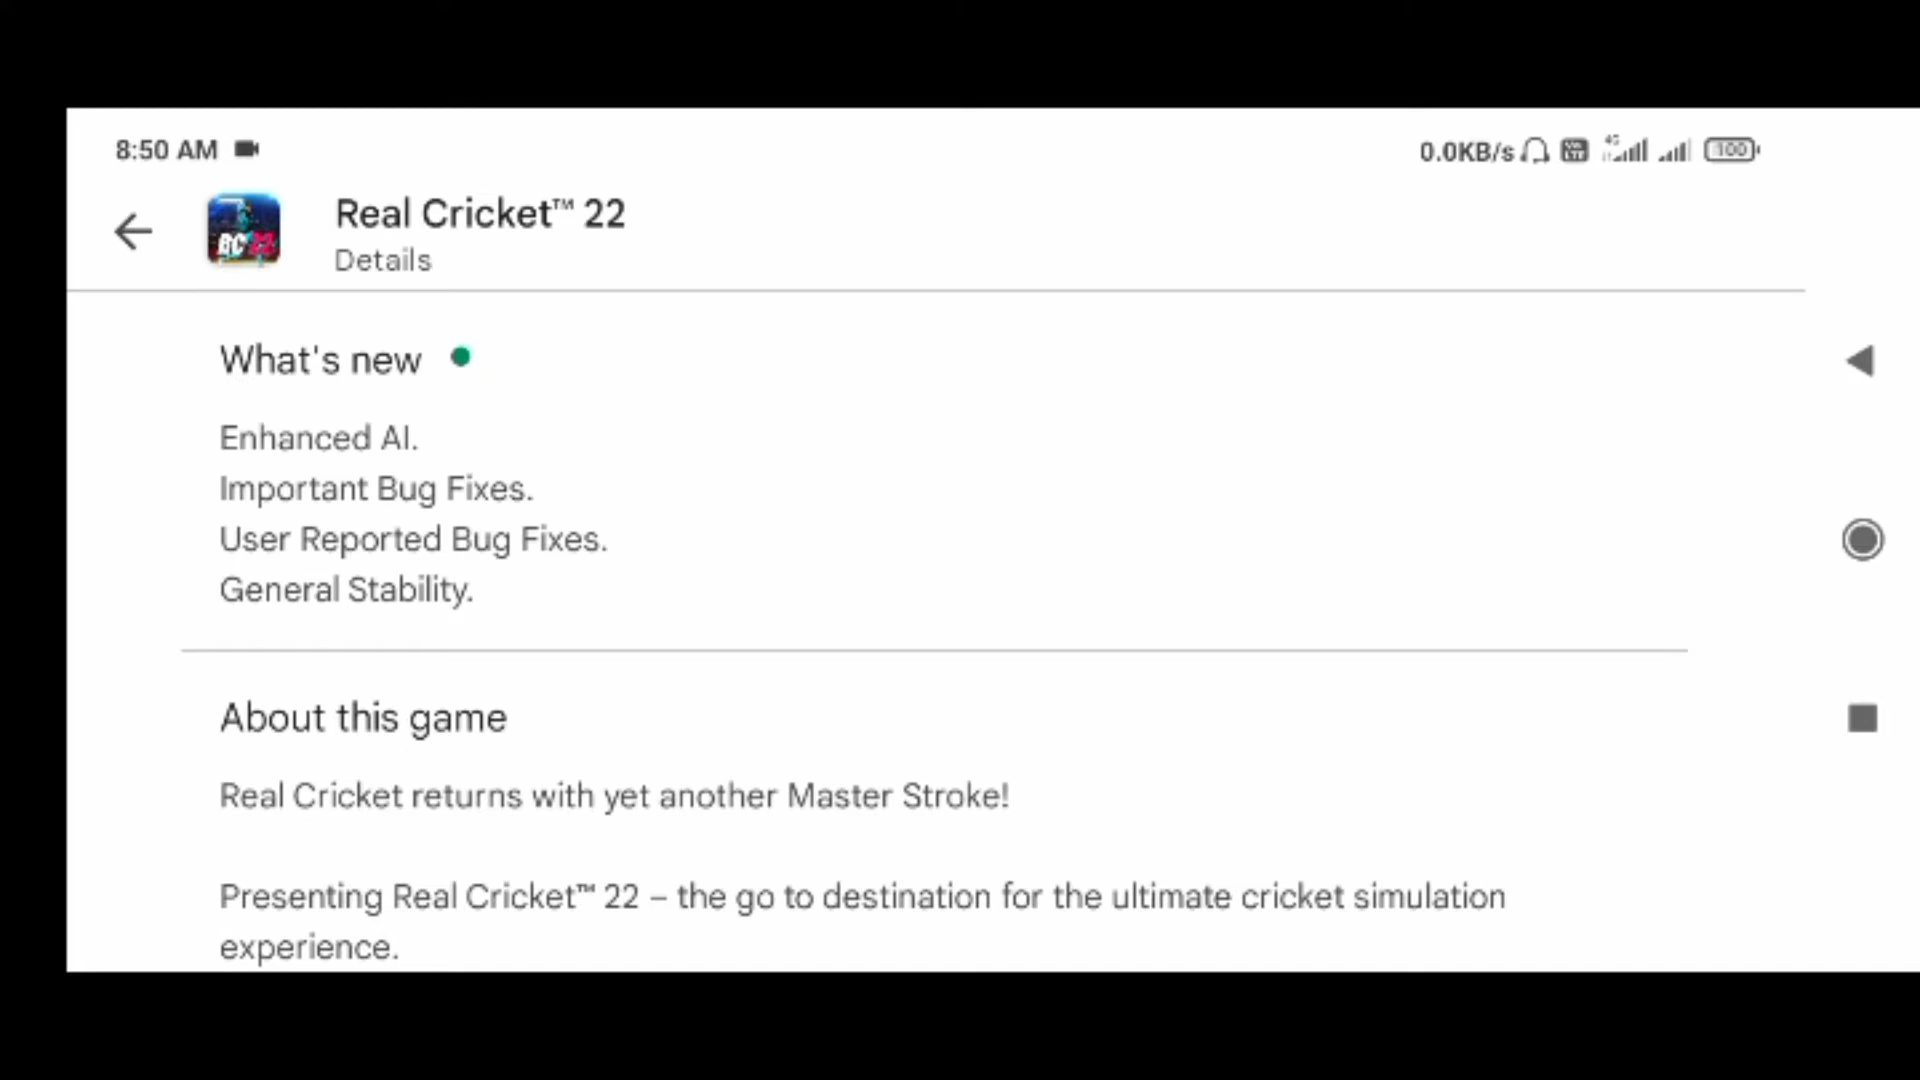 8:50 AM 0.0KB/s 4G 100
Real Cricket™ 22
Details
What's new
Enhanced AI.
Important Bug Fixes.
User Reported Bug Fixes.
General Stability.
About this game
Real Cricket returns with yet another Master Stroke!
Presenting Real Cricket™ 22 – the go to destination for the ultimate cricket simulation
experience.